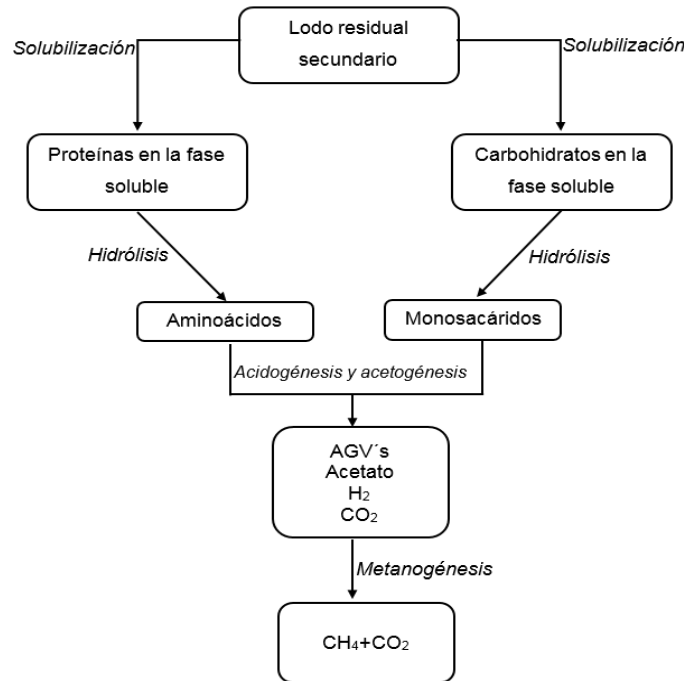 Lodo residual
secundario
Solubilización
Solubilización
Proteínas en la fase
soluble
Carbohidratos en la
fase soluble
Hidrólisis
Hidrólisis
Aminoácidos
Monosacáridos
Acidogénesis y acetogénesis
AGV´s
Acetato
H₂
CO₂
Metanogénesis
CH₄+CO₂